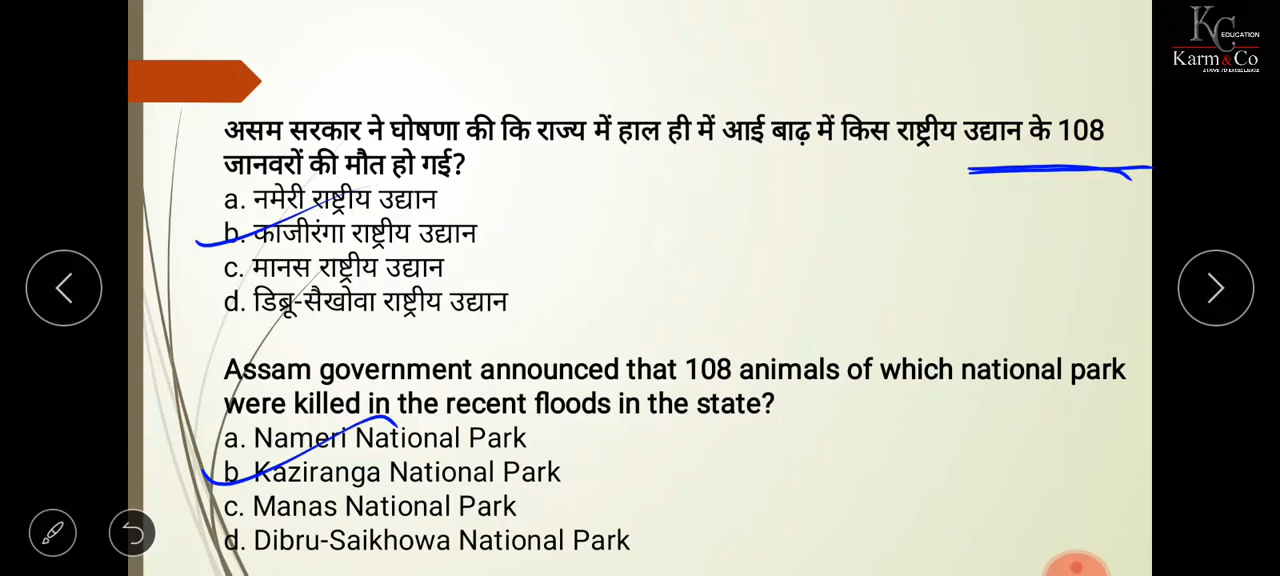 KC EDUCATION
Karm&Co
असम सरकार ने घोषणा की कि राज्य में हाल ही में आई बाढ़ में किस राष्ट्रीय उद्यान के 108
जानवरों की मौत हो गई?
a. नमेरी राष्ट्रीय उद्यान
b. काजीरंगा राष्ट्रीय उद्यान
c. मानस राष्ट्रीय उद्यान
d. डिब्रू-सैखोवा राष्ट्रीय उद्यान
Assam government announced that 108 animals of which national park
were killed in the recent floods in the state?
a. Nameri National Park
b. Kaziranga National Park
c. Manas National Park
d. Dibru-Saikhowa National Park